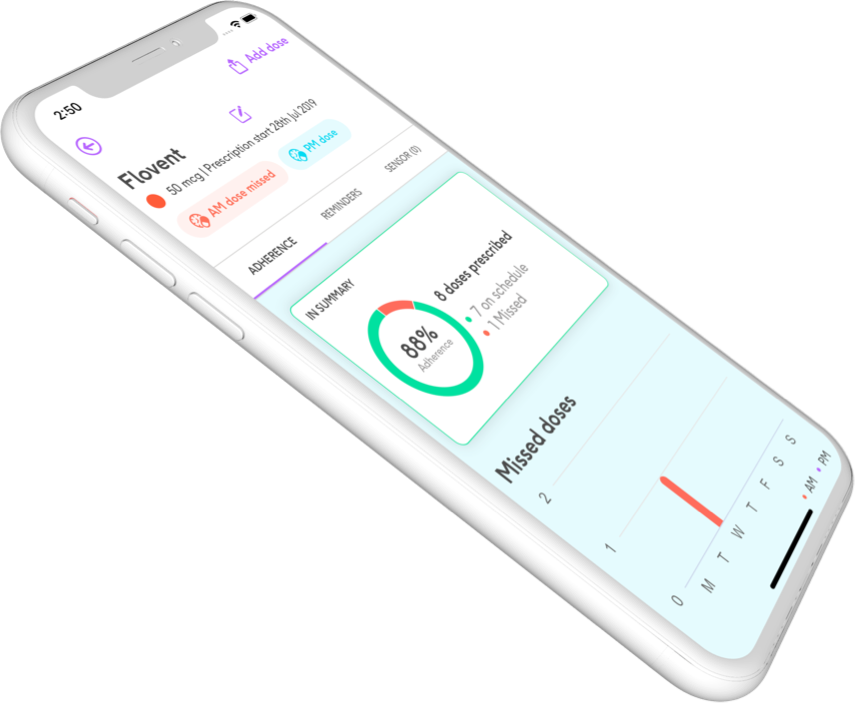 2:50
Add dose
Flovent
50 mcg | Prescription start 28th Jul 2019
AM dose missed
PM dose
ADHERENCE
REMINDERS
SENSOR (0)
IN SUMMARY
88%
Adherence
8 doses prescribed
7 on schedule
1 Missed
Missed doses
2
1
0
M T W T F S S
AM PM